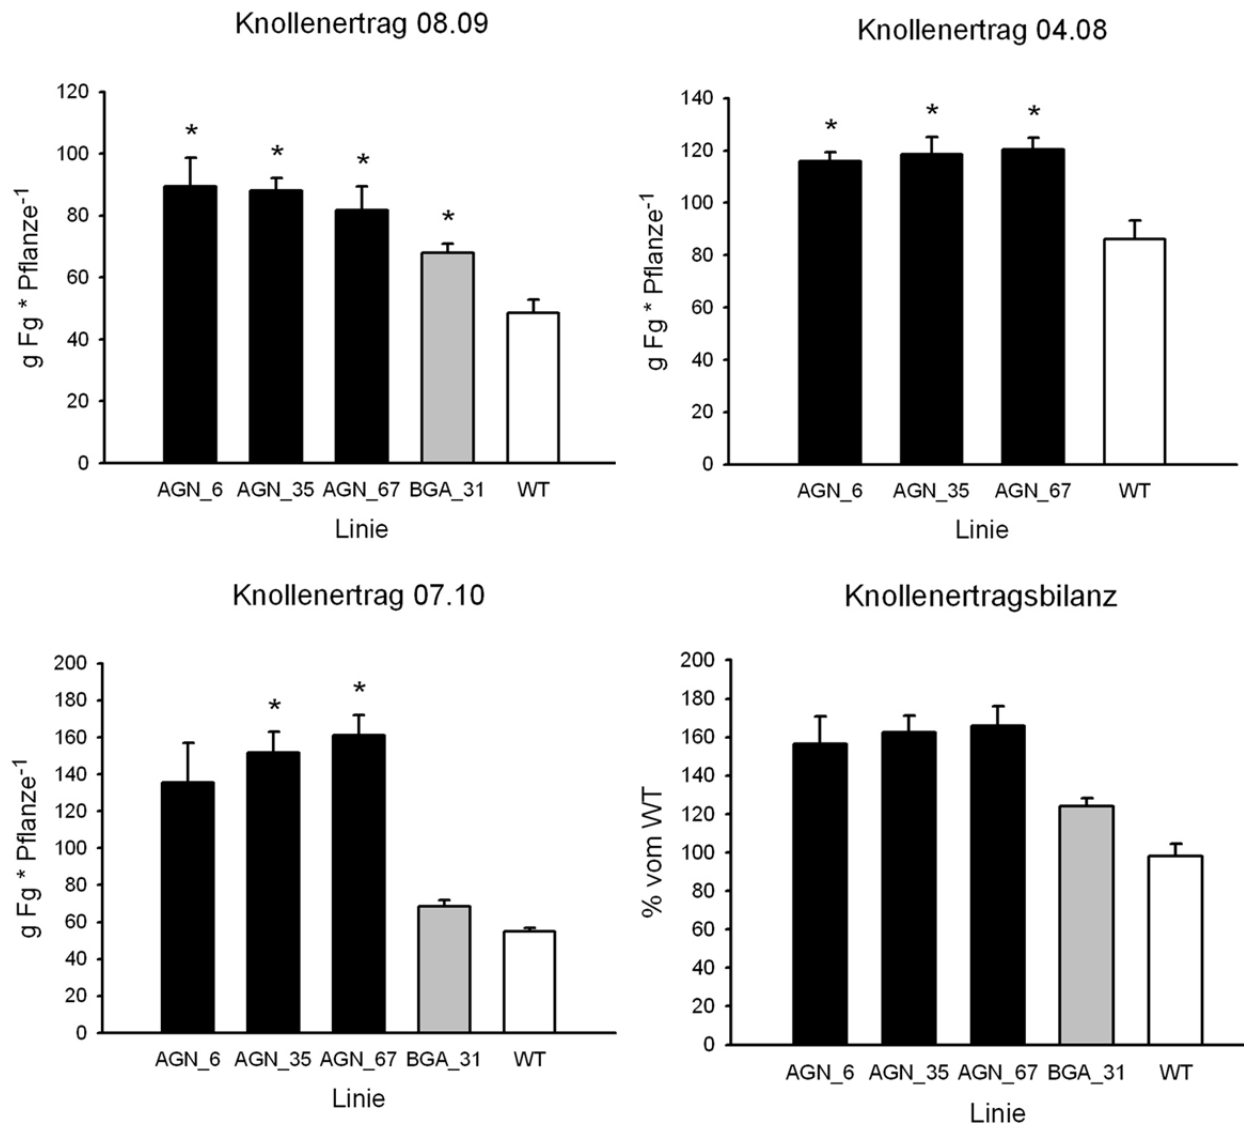 Knollenertrag 08.09
120
100
80
60
40
20
0
g Fg * Pflanze-1
* * * *
AGN_6 AGN_35 AGN_67 BGA_31 WT
Linie
Knollenertrag 04.08
140
120
100
80
60
40
20
0
g Fg * Pflanze-1
* * *
AGN_6 AGN_35 AGN_67 WT
Linie
Knollenertrag 07.10
200
180
160
140
120
100
80
60
40
20
0
g Fg * Pflanze-1
* *
AGN_6 AGN_35 AGN_67 BGA_31 WT
Linie
Knollenertragsbilanz
200
180
160
140
120
100
80
60
40
20
0
% vom WT
AGN_6 AGN_35 AGN_67 BGA_31 WT
Linie